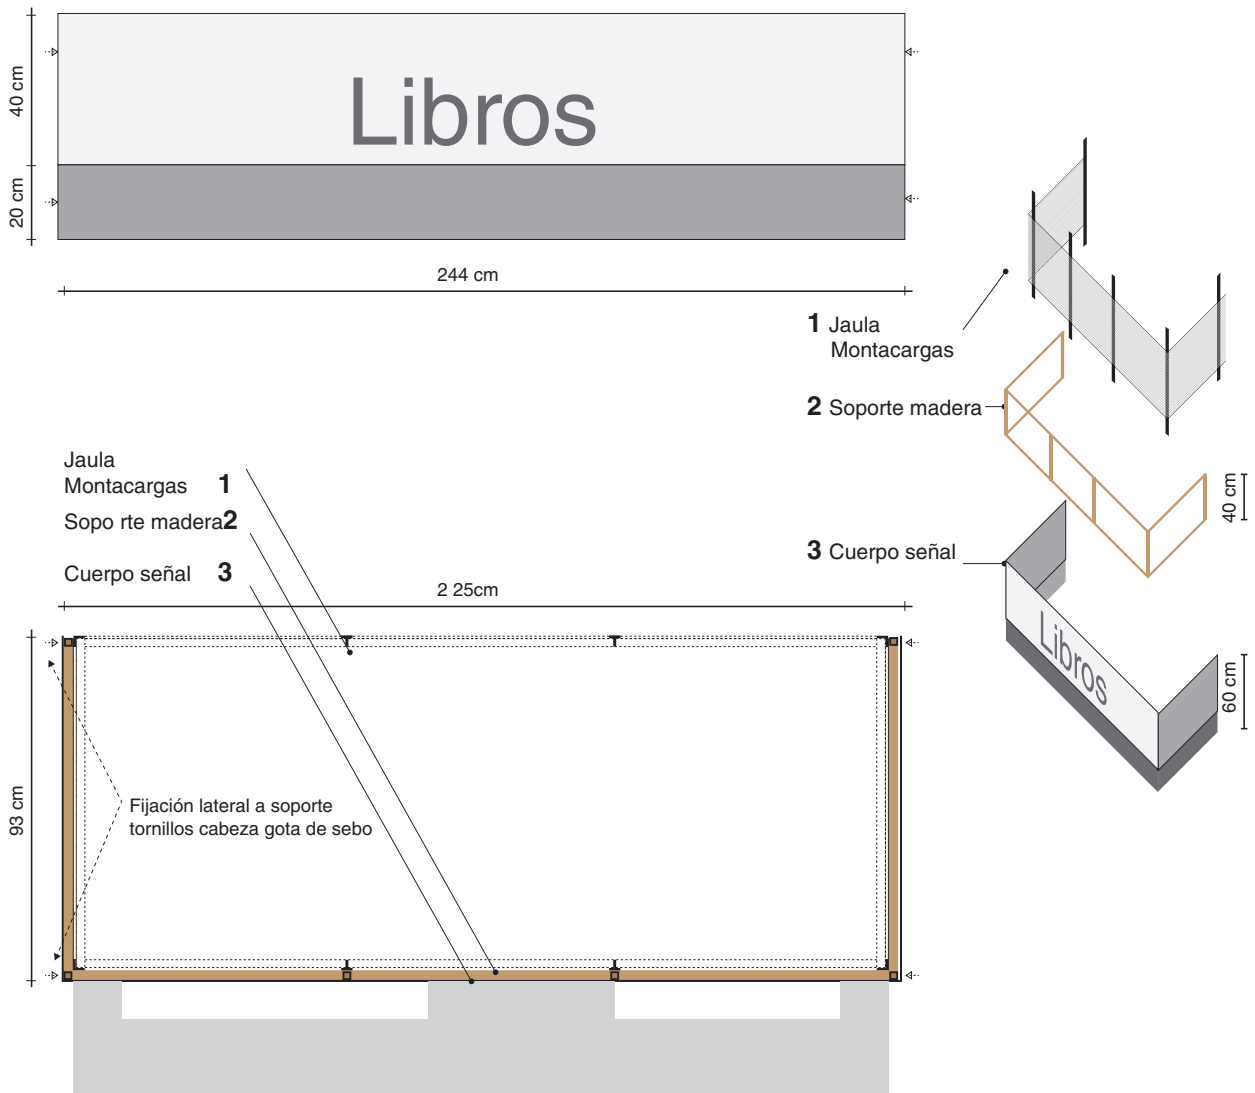 40 cm
Libros
20 cm
244 cm
1 Jaula
Montacargas
2 Soporte madera
40 cm
3 Cuerpo señal
Libros
60 cm
Jaula
Montacargas 1
Sopo rte madera2
Cuerpo señal 3
2 25cm
93 cm
Fijación lateral a soporte
tornillos cabeza gota de sebo